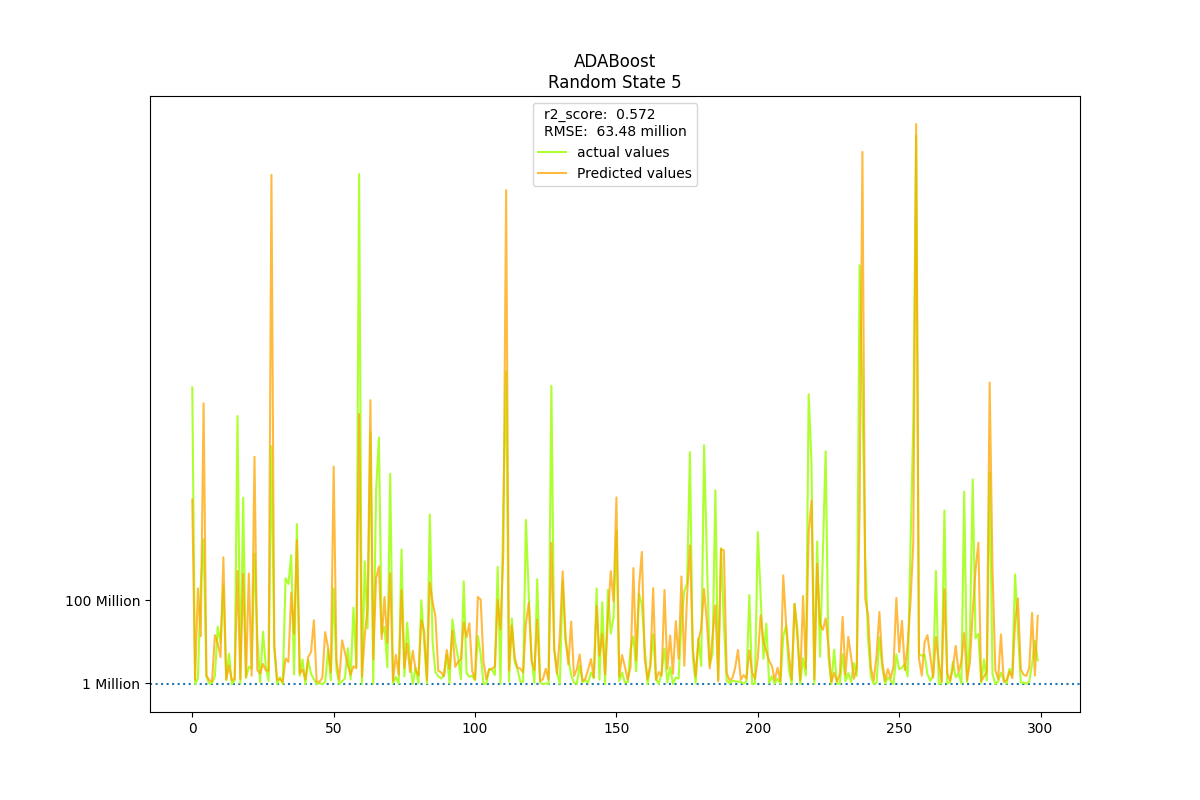 ADABoost
Random State 5
r2_score:  0.572
RMSE:  63.48 million
actual values
Predicted values
100 Million
1 Million
0
50
100
150
200
250
300